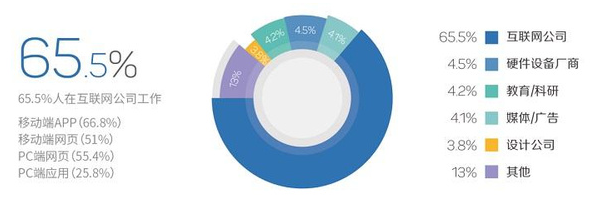 65.5%
65.5%人在互联网公司工作
移动端APP(66.8%)
移动端网页(51%)
PC端网页(55.4%)
PC端应用(25.8%)
13%
3.8%
4.2%
4.5%
4.1%
65.5% 互联网公司
4.5% 硬件设备厂商
4.2% 教育/科研
4.1% 媒体/广告
3.8% 设计公司
13% 其他